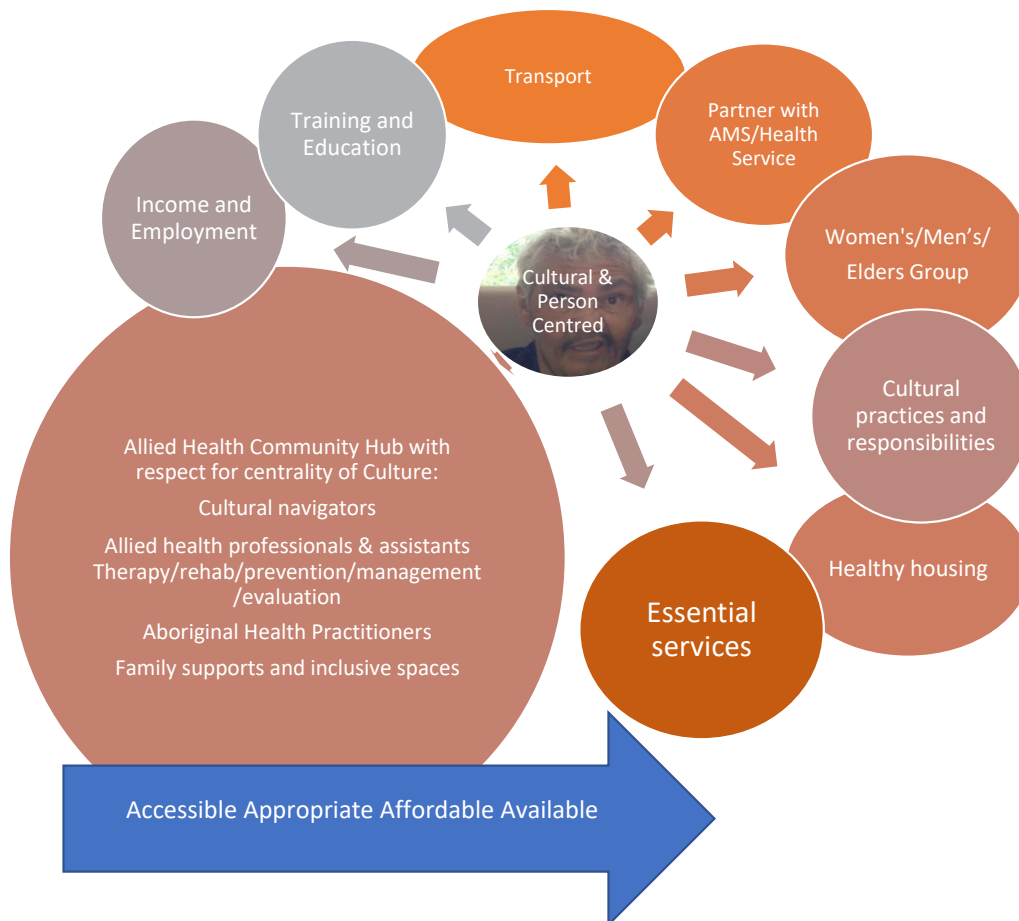 Transport
Training and
Education
Partner with
AMS/Health
Service
Income and
Employment
Women's/Men’s/
Elders Group
Cultural &
Person
Centred
Cultural
practices and
responsibilities
Allied Health Community Hub with
respect for centrality of Culture:
Cultural navigators
Allied health professionals & assistants
Therapy/rehab/prevention/management
/evaluation
Aboriginal Health Practitioners
Family supports and inclusive spaces
Healthy housing
Essential
services
Accessible Appropriate Affordable Available